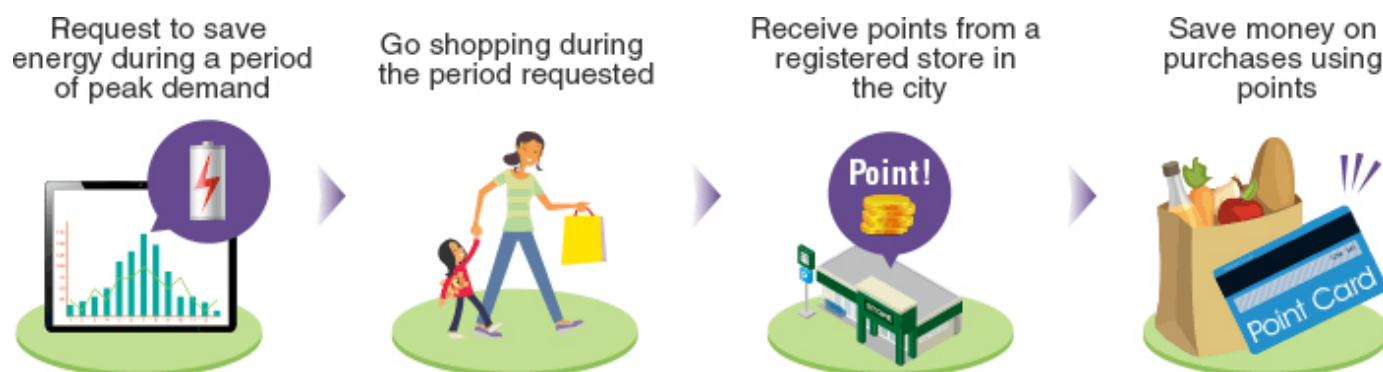 Request to save
energy during a period
of peak demand
Go shopping during
the period requested
Receive points from a
registered store in
the city
Save money on
purchases using
points
Point!
Point Card